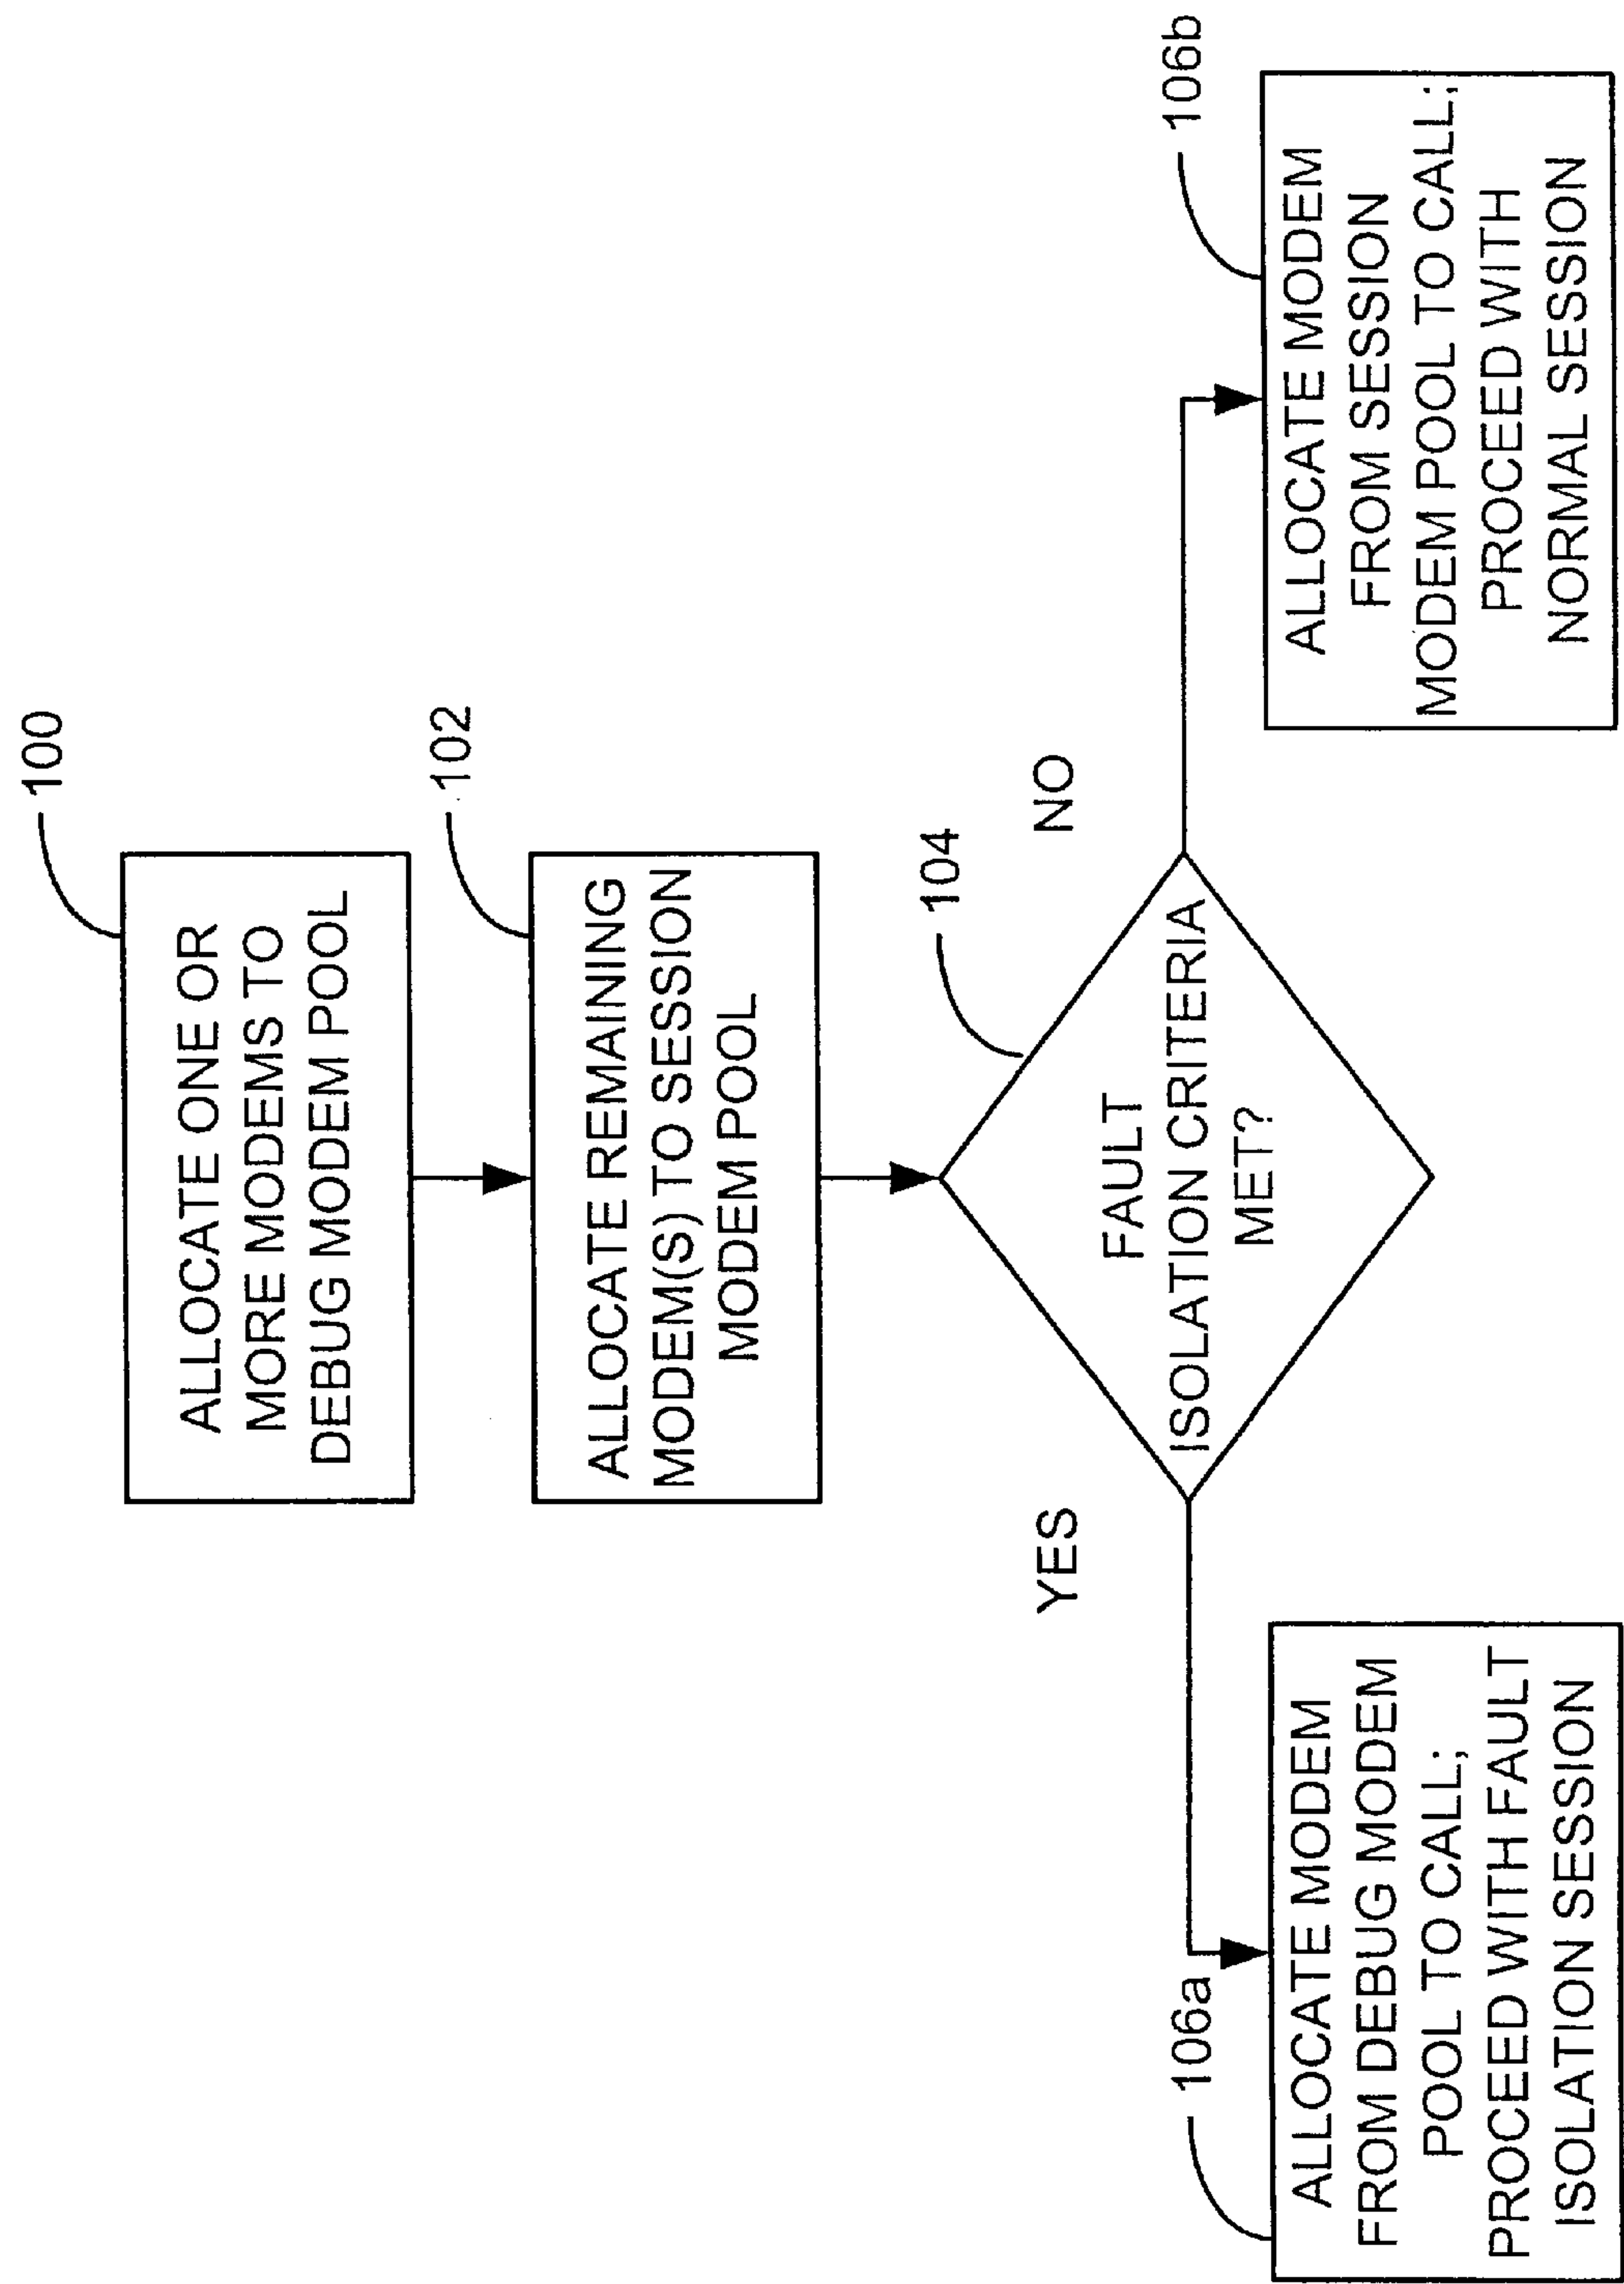 100
ALLOCATE ONE OR
MORE MODEMS TO
DEBUG MODEM POOL
102
ALLOCATE REMAINING
MODEM(S) TO SESSION
MODEM POOL
104
FAULT
ISOLATION CRITERIA
MET?
YES
NO
106a
ALLOCATE MODEM
FROM DEBUG MODEM
POOL TO CALL;
PROCEED WITH FAULT
ISOLATION SESSION
106b
ALLOCATE MODEM
FROM SESSION
MODEM POOL TO CALL;
PROCEED WITH
NORMAL SESSION